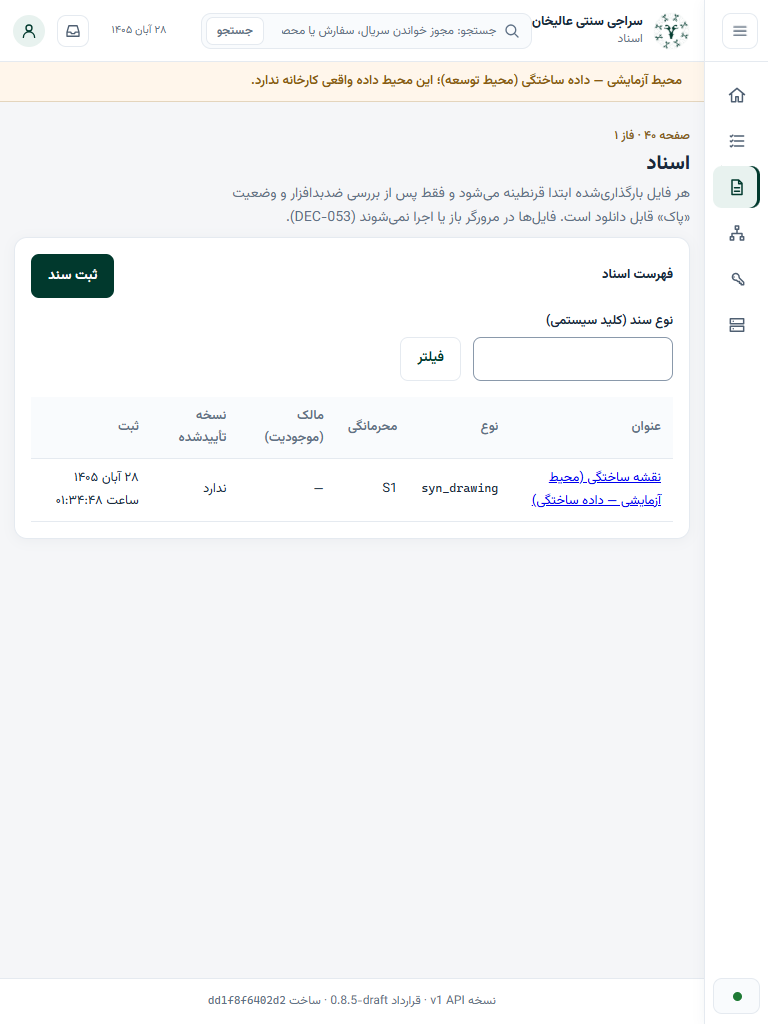 سراجی سنتی عالیخان
اسناد
جستجو: مجوز خواندن سریال، سفارش یا محصـ
جستجو
۲۸ آبان ۱۴۰۵
محیط آزمایشی — داده ساختگی (محیط توسعه)؛ این محیط داده واقعی کارخانه ندارد.
صفحه ۴۰ · فاز ۱
اسناد
هر فایل بارگذاری‌شده ابتدا قرنطینه می‌شود و فقط پس از بررسی ضدبدافزار و وضعیت
«پاک» قابل دانلود است. فایل‌ها در مرورگر باز یا اجرا نمی‌شوند (DEC-053).
فهرست اسناد
ثبت سند
نوع سند (کلید سیستمی)
فیلتر
عنوان
نوع
محرمانگی
مالک
(موجودیت)
نسخه
تأییدشده
ثبت
نقشه ساختگی (محیط
آزمایشی — داده ساختگی)
syn_drawing
S1
—
ندارد
۲۸ آبان ۱۴۰۵
ساعت ۰۱:۳۴:۴۸
نسخه API v1 · قرارداد 0.8.5-draft · ساخت dd1f8f6402d2